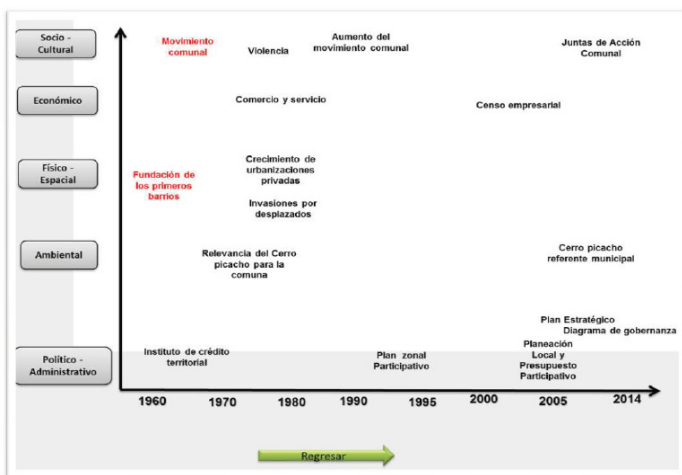 Socio -
Cultural
Movimiento
comunal
Violencia
Aumento del
movimiento comunal
Juntas de Acción
Comunal
Económico
Comercio y servicio
Censo empresarial
Físico -
Espacial
Fundación de
los primeros
barrios
Crecimiento de
urbanizaciones
privadas
Invasiones por
desplazados
Ambiental
Relevancia del Cerro
picacho para la
comuna
Cerro picacho
referente municipal
Político -
Administrativo
Instituto de crédito
territorial
Plan zonal
Participativo
Plan Estratégico
Diagrama de gobernanza
Planeación
Local y
Presupuesto
Participativo
1960 1970 1980 1990 1995 2000 2005 2014
Regresar